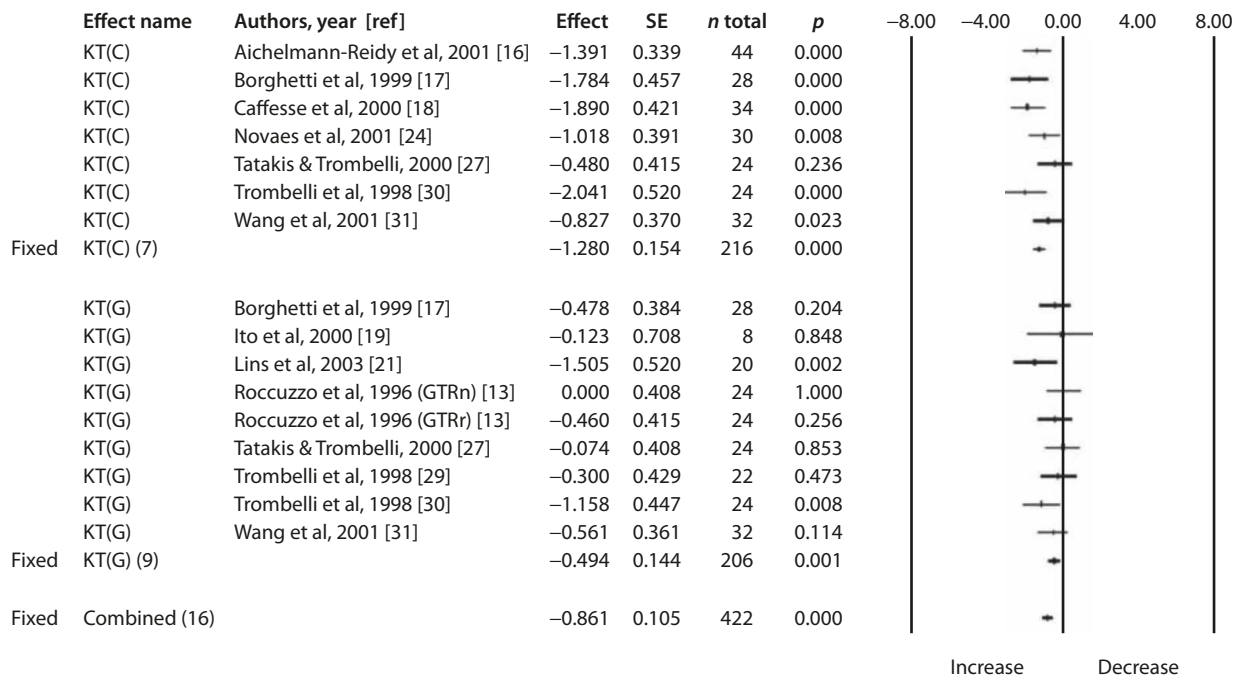 Effect name Authors, year [ref] Effect SE n total p −8.00 −4.00 0.00 4.00 8.00
KT(C) Aichelmann-Reidy et al, 2001 [16] −1.391 0.339 44 0.000
KT(C) Borghetti et al, 1999 [17] −1.784 0.457 28 0.000
KT(C) Caffesse et al, 2000 [18] −1.890 0.421 34 0.000
KT(C) Novaes et al, 2001 [24] −1.018 0.391 30 0.008
KT(C) Tatakis & Trombelli, 2000 [27] −0.480 0.415 24 0.236
KT(C) Trombelli et al, 1998 [30] −2.041 0.520 24 0.000
KT(C) Wang et al, 2001 [31] −0.827 0.370 32 0.023
Fixed KT(C) (7) −1.280 0.154 216 0.000
KT(G) Borghetti et al, 1999 [17] −0.478 0.384 28 0.204
KT(G) Ito et al, 2000 [19] −0.123 0.708 8 0.848
KT(G) Lins et al, 2003 [21] −1.505 0.520 20 0.002
KT(G) Roccuzzo et al, 1996 (GTRn) [13] 0.000 0.408 24 1.000
KT(G) Roccuzzo et al, 1996 (GTRr) [13] −0.460 0.415 24 0.256
KT(G) Tatakis & Trombelli, 2000 [27] −0.074 0.408 24 0.853
KT(G) Trombelli et al, 1998 [29] −0.300 0.429 22 0.473
KT(G) Trombelli et al, 1998 [30] −1.158 0.447 24 0.008
KT(G) Wang et al, 2001 [31] −0.561 0.361 32 0.114
Fixed KT(G) (9) −0.494 0.144 206 0.001
Fixed Combined (16) −0.861 0.105 422 0.000
Increase Decrease